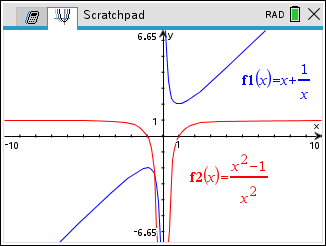 Scratchpad RAD
6.65 y
f1(x)=x+1/x
1
x
-10 1 10
f2(x)=x²-1/x²
-6.65